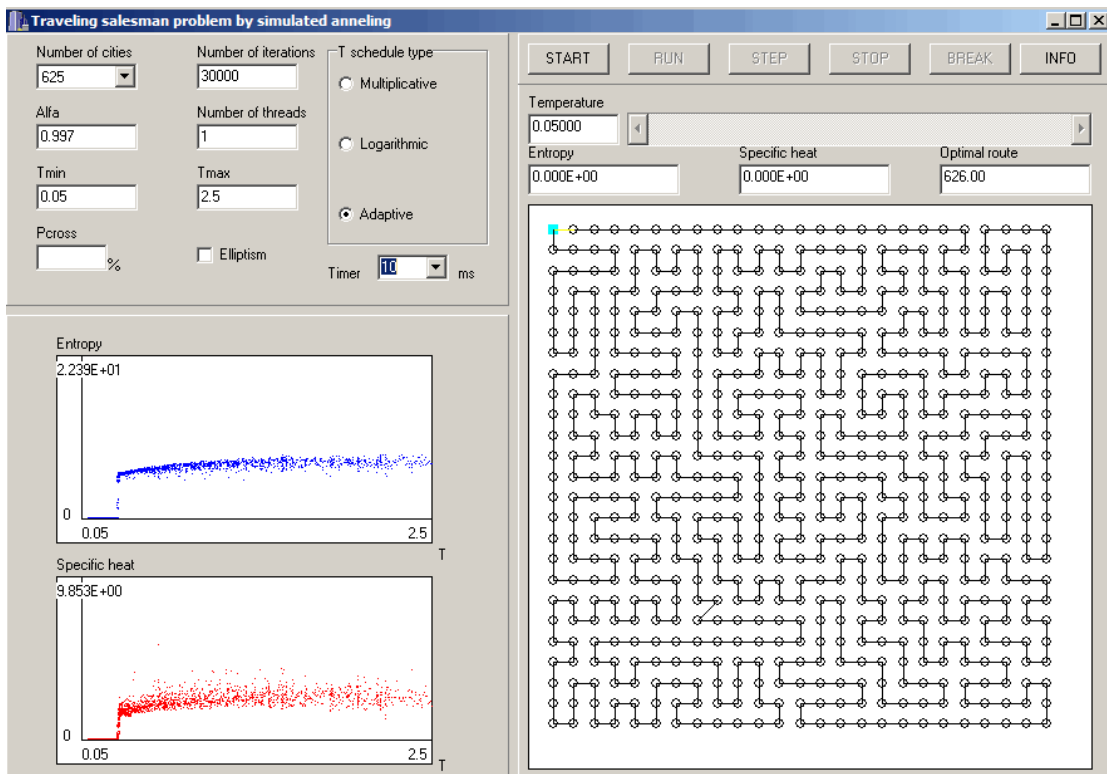 Traveling salesman problem by simulated anneling
Number of cities
625
Number of iterations
30000
T schedule type
Multiplicative
Logarithmic
Adaptive
Alfa
0.997
Number of threads
1
Tmin
0.05
Tmax
2.5
Pcross
%
Elliptism
Timer 10 ms
START RUN STEP STOP BREAK INFO
Temperature
0.05000
Entropy
0.000E+00
Specific heat
0.000E+00
Optimal route
626.00
Entropy
2.239E+01
0
0.05 2.5
T
Specific heat
9.853E+00
0
0.05 2.5
T